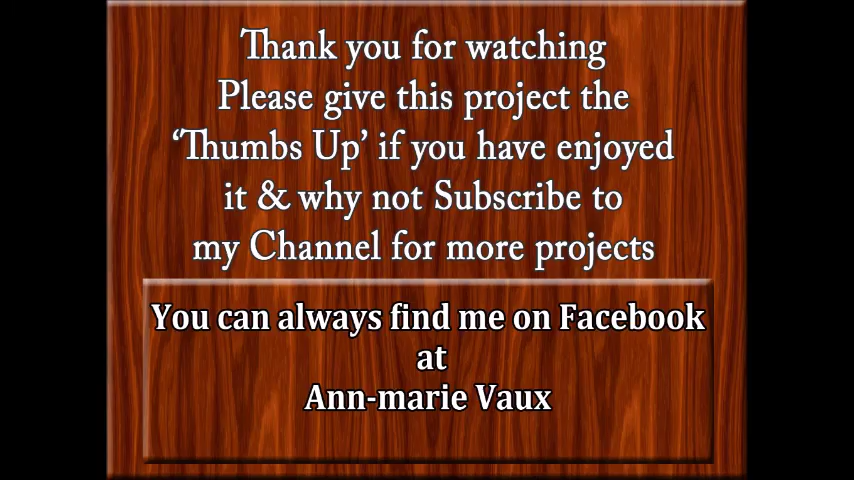 Thank you for watching
Please give this project the
‘Thumbs Up’ if you have enjoyed
it & why not Subscribe to
my Channel for more projects
You can always find me on Facebook
at
Ann-marie Vaux